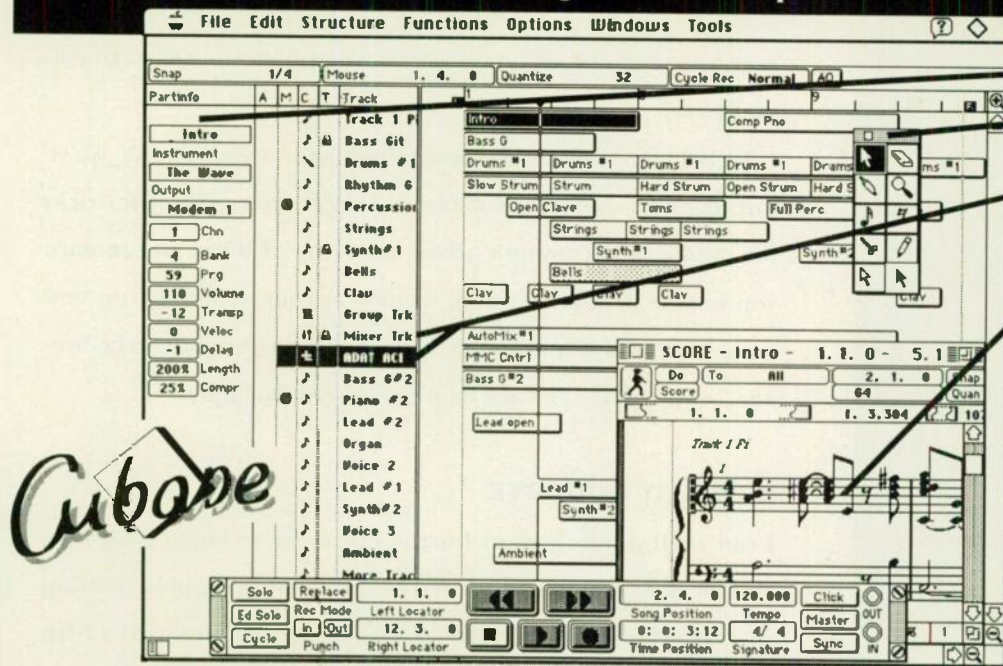 File Edit Structure Functions Options Windows Tools
Snap 1/4 Mouse 1. 4. 0 Quantize 32 Cycle Rec Normal AQ
Partinfo A M C T Track 1 9
Intro
Instrument
The Wave
Output
Modem 1
1 Chn
4 Bank
59 Prg
110 Volume
-12 Transp
0 Veloc
-1 Delay
200% Length
25% Compr
Cubase
Track 1 Intro Comp Pno
Bass Git Bass G
Drums #1 Drums #1 Drums #1 Drums #1 Drums #1
Rhythm G Slow Strum Strum Hard Strum Open Strum Hard
Percussion Open Clave Toms Full Perc
Strings Strings Strings Strings
Synth#1 Synth#1
Bells Bells
Clav Clav Clav Clav Clav Clav
Group Trk
Mixer Trk AutoMix#1
ADAT AC1 MMC Cntrl
Bass G#2 Bass G#2
Piano #2
Lead #2 Lead open
Organ
Voice 2
Lead #1 Lead #1
Synth#2 Synth#2
Voice 3
Ambient Ambient
More
SCORE - Intro - 1. 1. 0 - 5. 1
Do To All 2. 1. 0 Snap
Score 64 Quan
1. 1. 0 1. 3.304
Track 1 Pi
Solo Replace 1. 1. 0 2. 4. 0 120.000 Click
Ed Solo Rec Mode Left Locator Song Position Tempo Master OUT
Cycle In Out 12. 3. 0 0: 0: 3:12 4/ 4 Sync IN
Punch Right Locator Time Position Signature